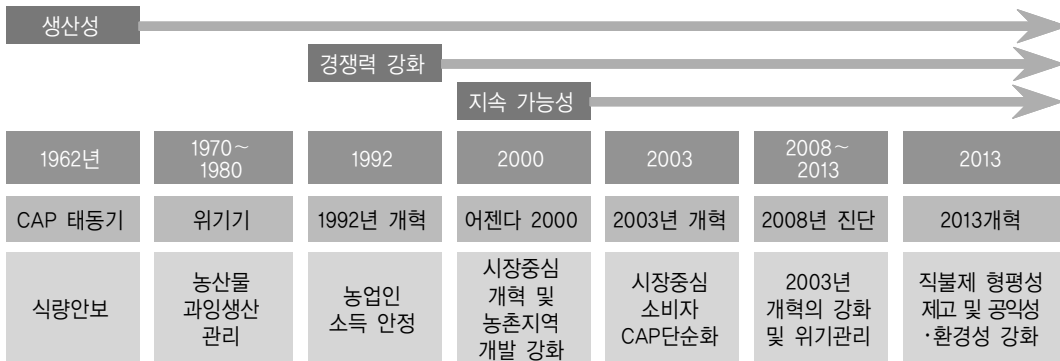 생산성
경쟁력 강화
지속 가능성
1962년
1970～
1980
1992
2000
2003
2008～
2013
2013
CAP 태동기
위기기
1992년 개혁
어젠다 2000
2003년 개혁
2008년 진단
2013개혁
식량안보
농산물
과잉생산
관리
농업인
소득 안정
시장중심
개혁 및
농촌지역
개발 강화
시장중심
소비자
CAP단순화
2003년
개혁의 강화
및 위기관리
직불제 형평성
제고 및 공익성
·환경성 강화